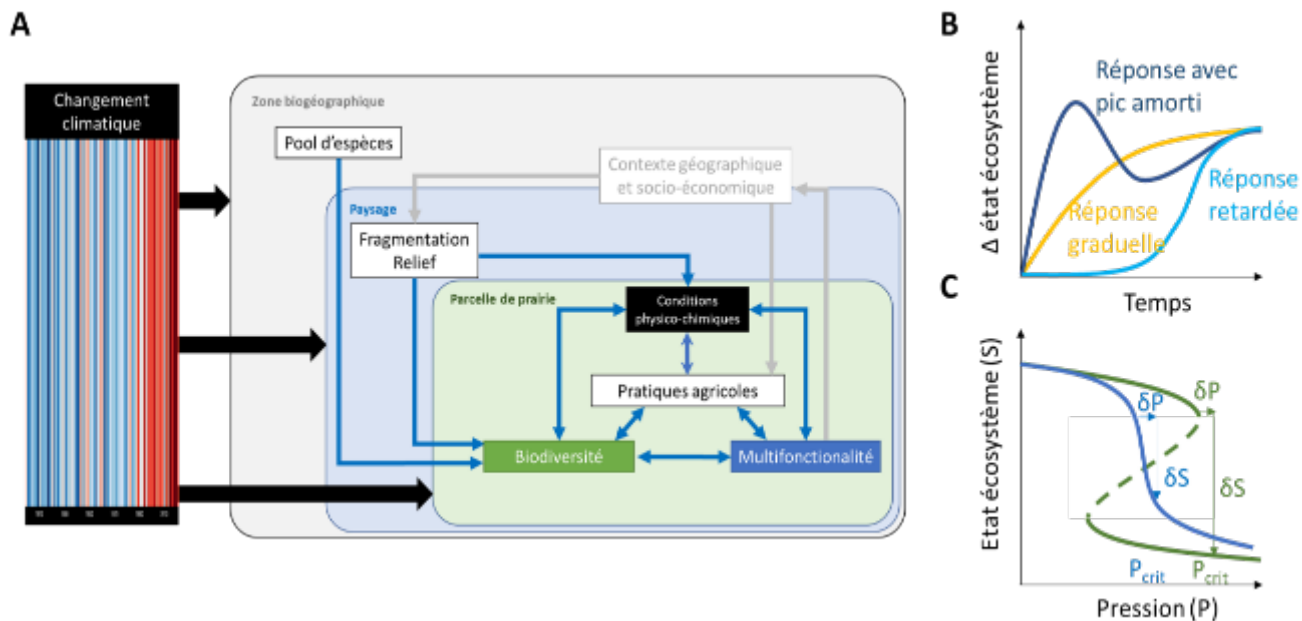 A
Changement
climatique
Zone biogéographique
Pool d'espèces
Contexte géographique
et socio-économique
Paysage
Fragmentation
Relief
Parcelle de prairie
Conditions
physico-chimiques
Pratiques agricoles
Biodiversité
Multifonctionalité
B
Δ état écosystème
Réponse avec
pic amorti
Réponse
graduelle
Réponse
retardée
Temps
C
Etat écosystème (S)
δP
δP
δS
δS
Pcrit
Pcrit
Pression (P)